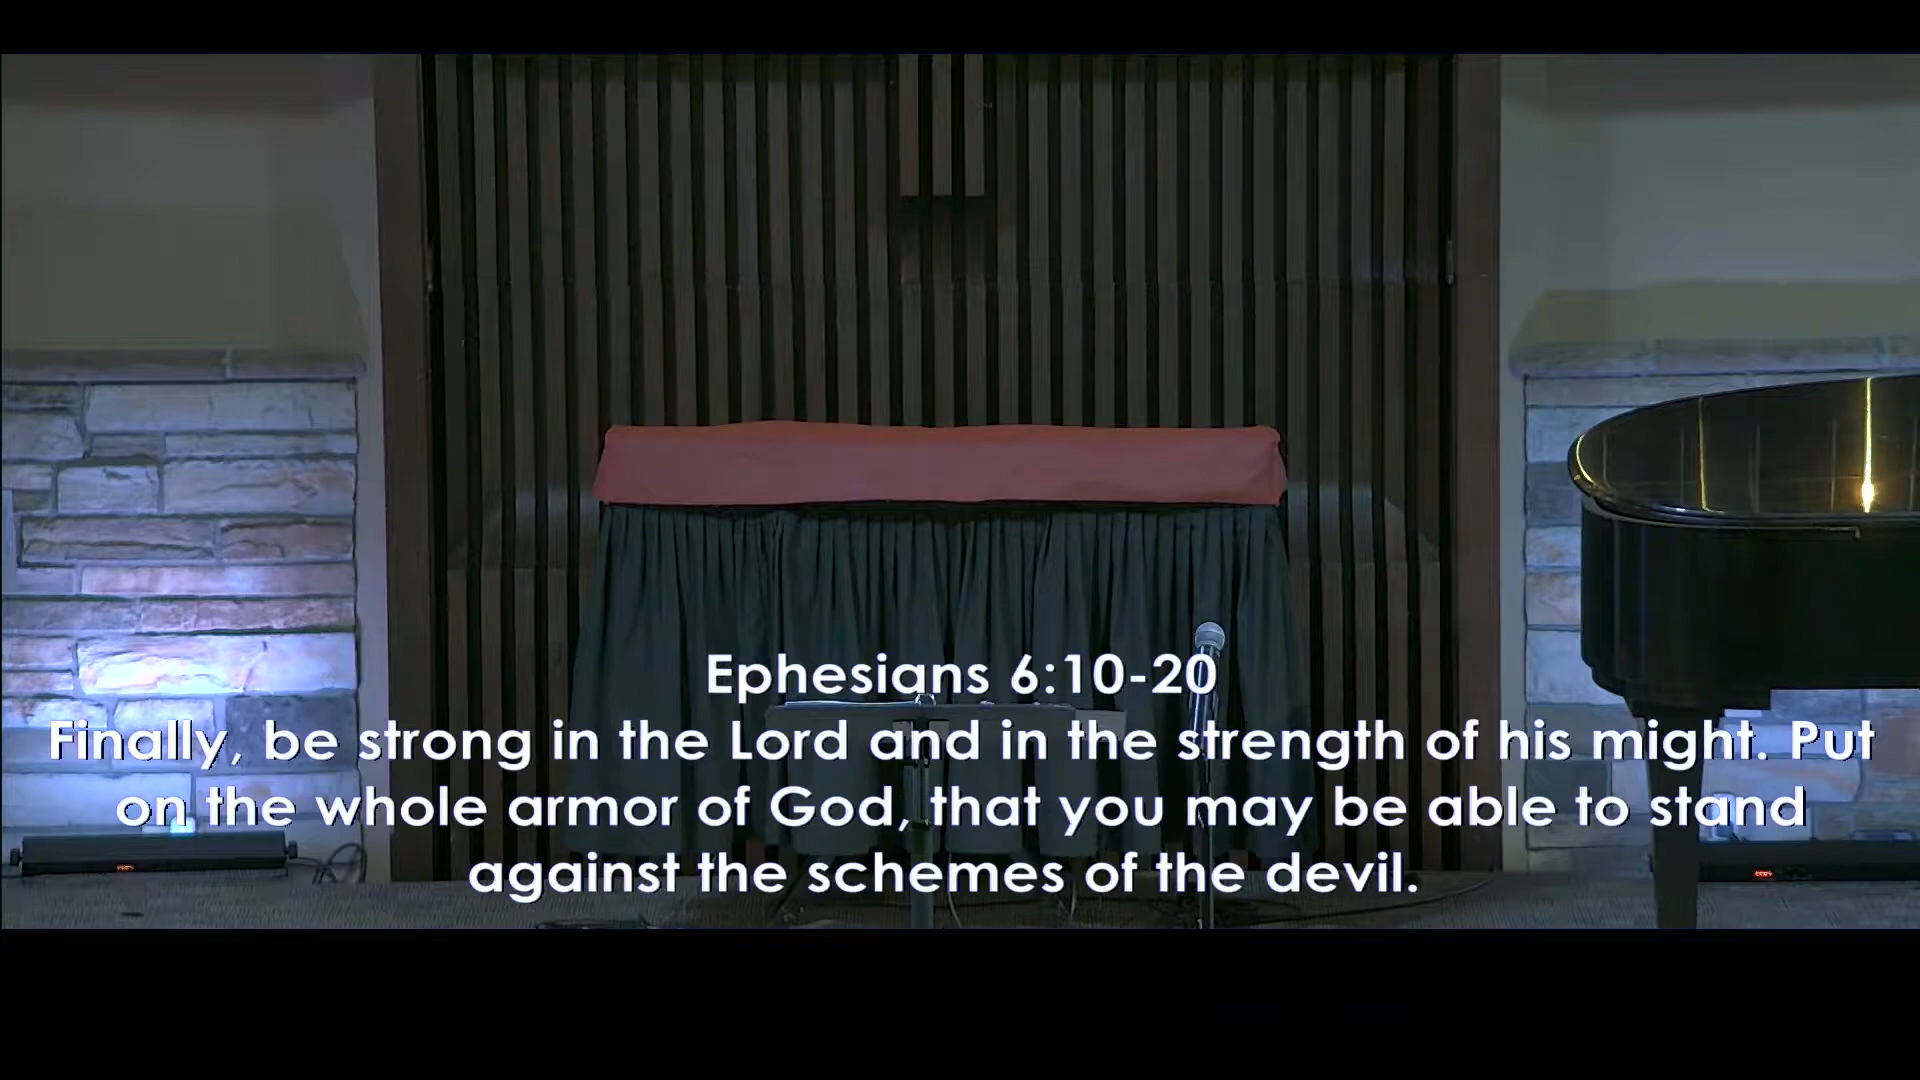 Ephesians 6:10-20
Finally, be strong in the Lord and in the strength of his might. Put
on the whole armor of God, that you may be able to stand
against the schemes of the devil.